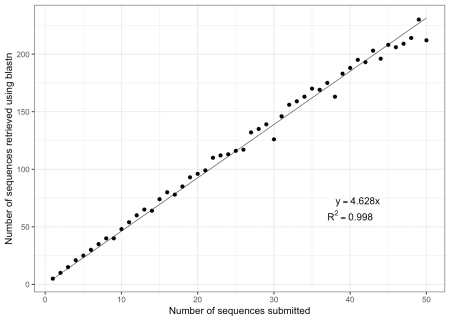 Number of sequences retrieved using blastn
200
150
100
50
0
y = 4.628x
R² = 0.998
0 10 20 30 40 50
Number of sequences submitted